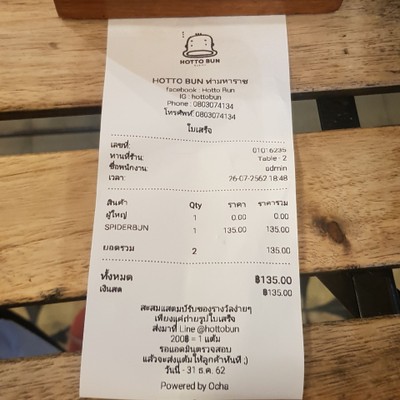 HOTTO BUN
HOTTO BUN ท่ามหาราช
facebook : Hotto Bun
IG : hottobun
Phone : 0803074134
โทรศัพท์ 0803074134
ใบเสร็จ
เลขที่: 01016235
ทานที่ร้าน: Table - 2
ชื่อพนักงาน: admin
เวลา: 26-07-2562 18:48
สินค้า Qty ราคา ราคารวม
ผู้ใหญ่ 1 0.00 0.00
SPIDERBUN 1 135.00 135.00
ยอดรวม 2 135.00
ทั้งหมด ฿135.00
เงินสด ฿135.00
สะสมแสตมป์รับของรางวัลง่ายๆ
เพียงแค่ถ่ายรูปใบเสร็จ
ส่งมาที่ Line @hottobun
200฿ = 1 แต้ม
รอแอดมินตรวจสอบ
แล้วจะส่งแต้มให้ลูกค้าทันที ;)
วันนี้ - 31 ธ.ค. 62
Powered by Ocha